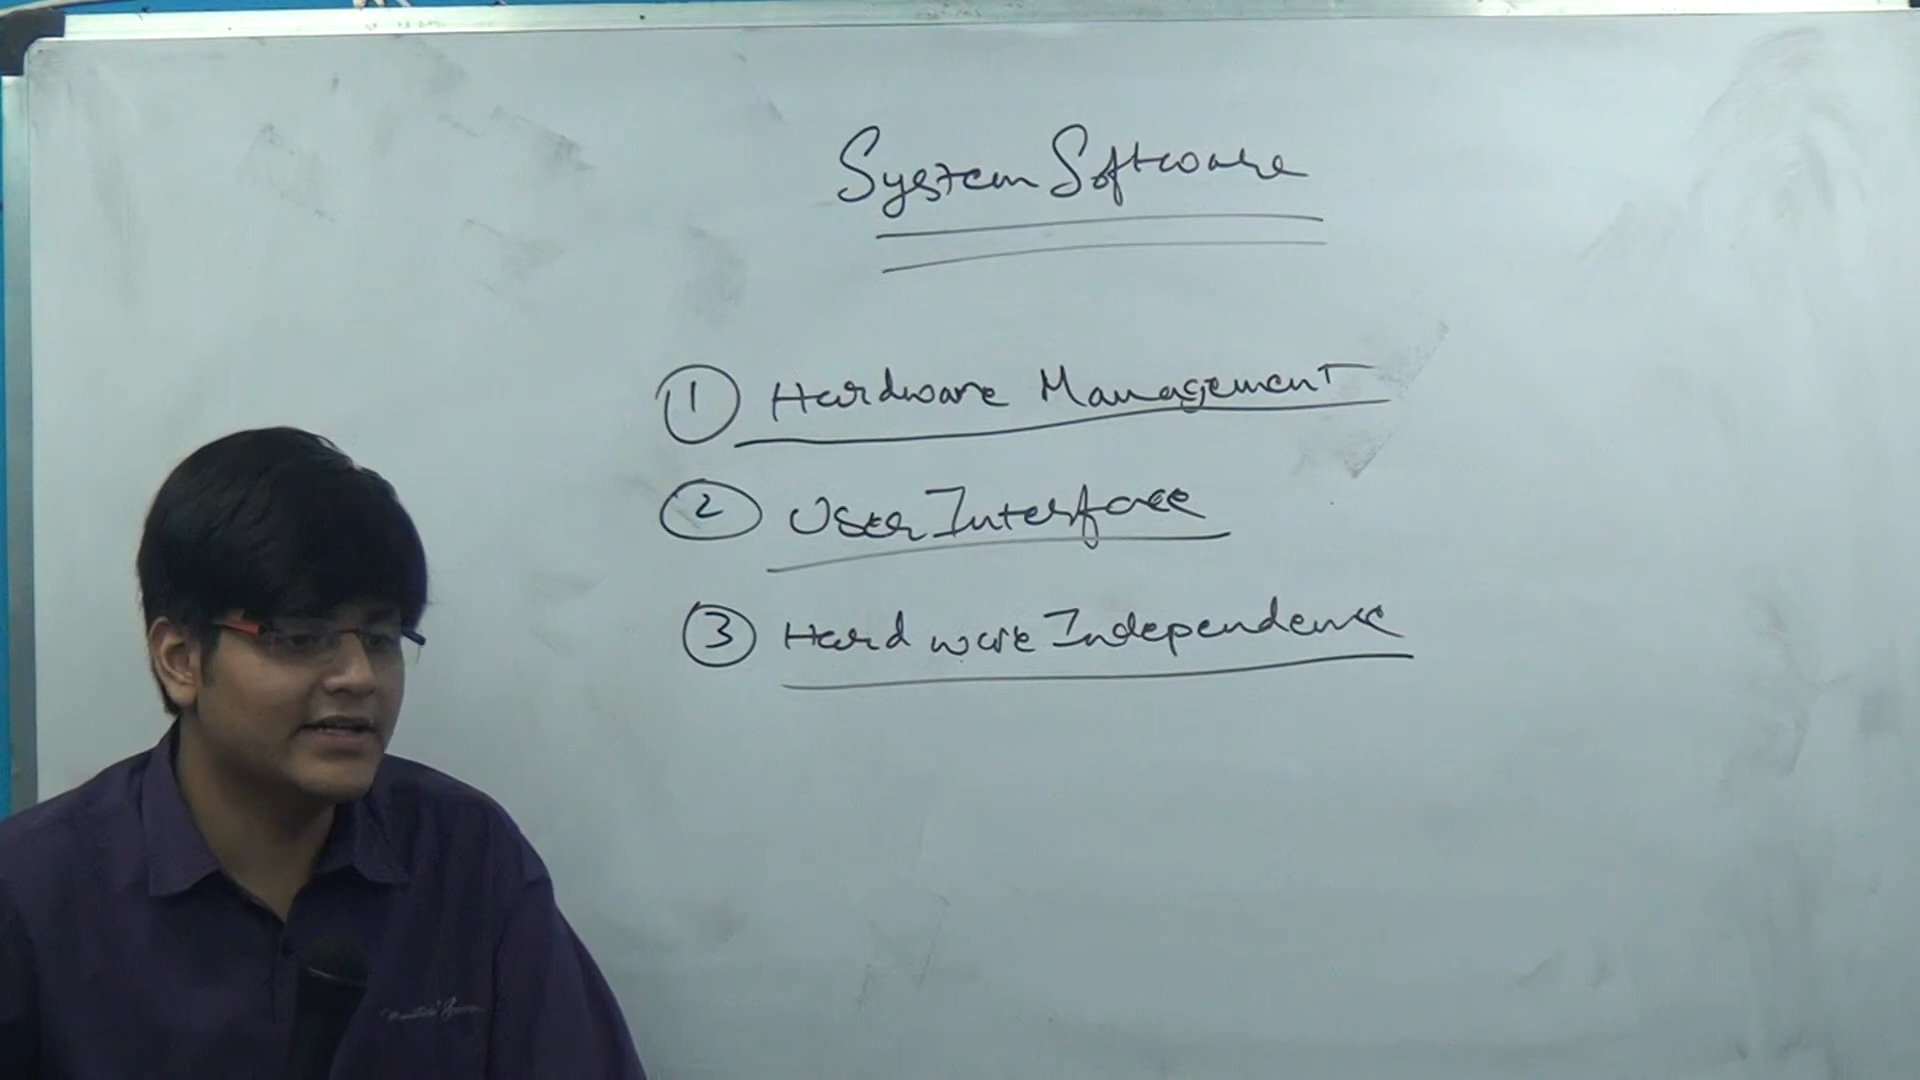 System Software
① Hardware Management
② User Interface
③ Hardware Independence